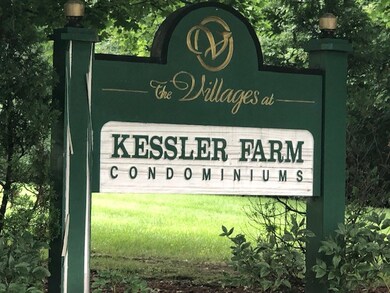 V
The Villages at
KESSLER FARM
CONDOMINIUMS